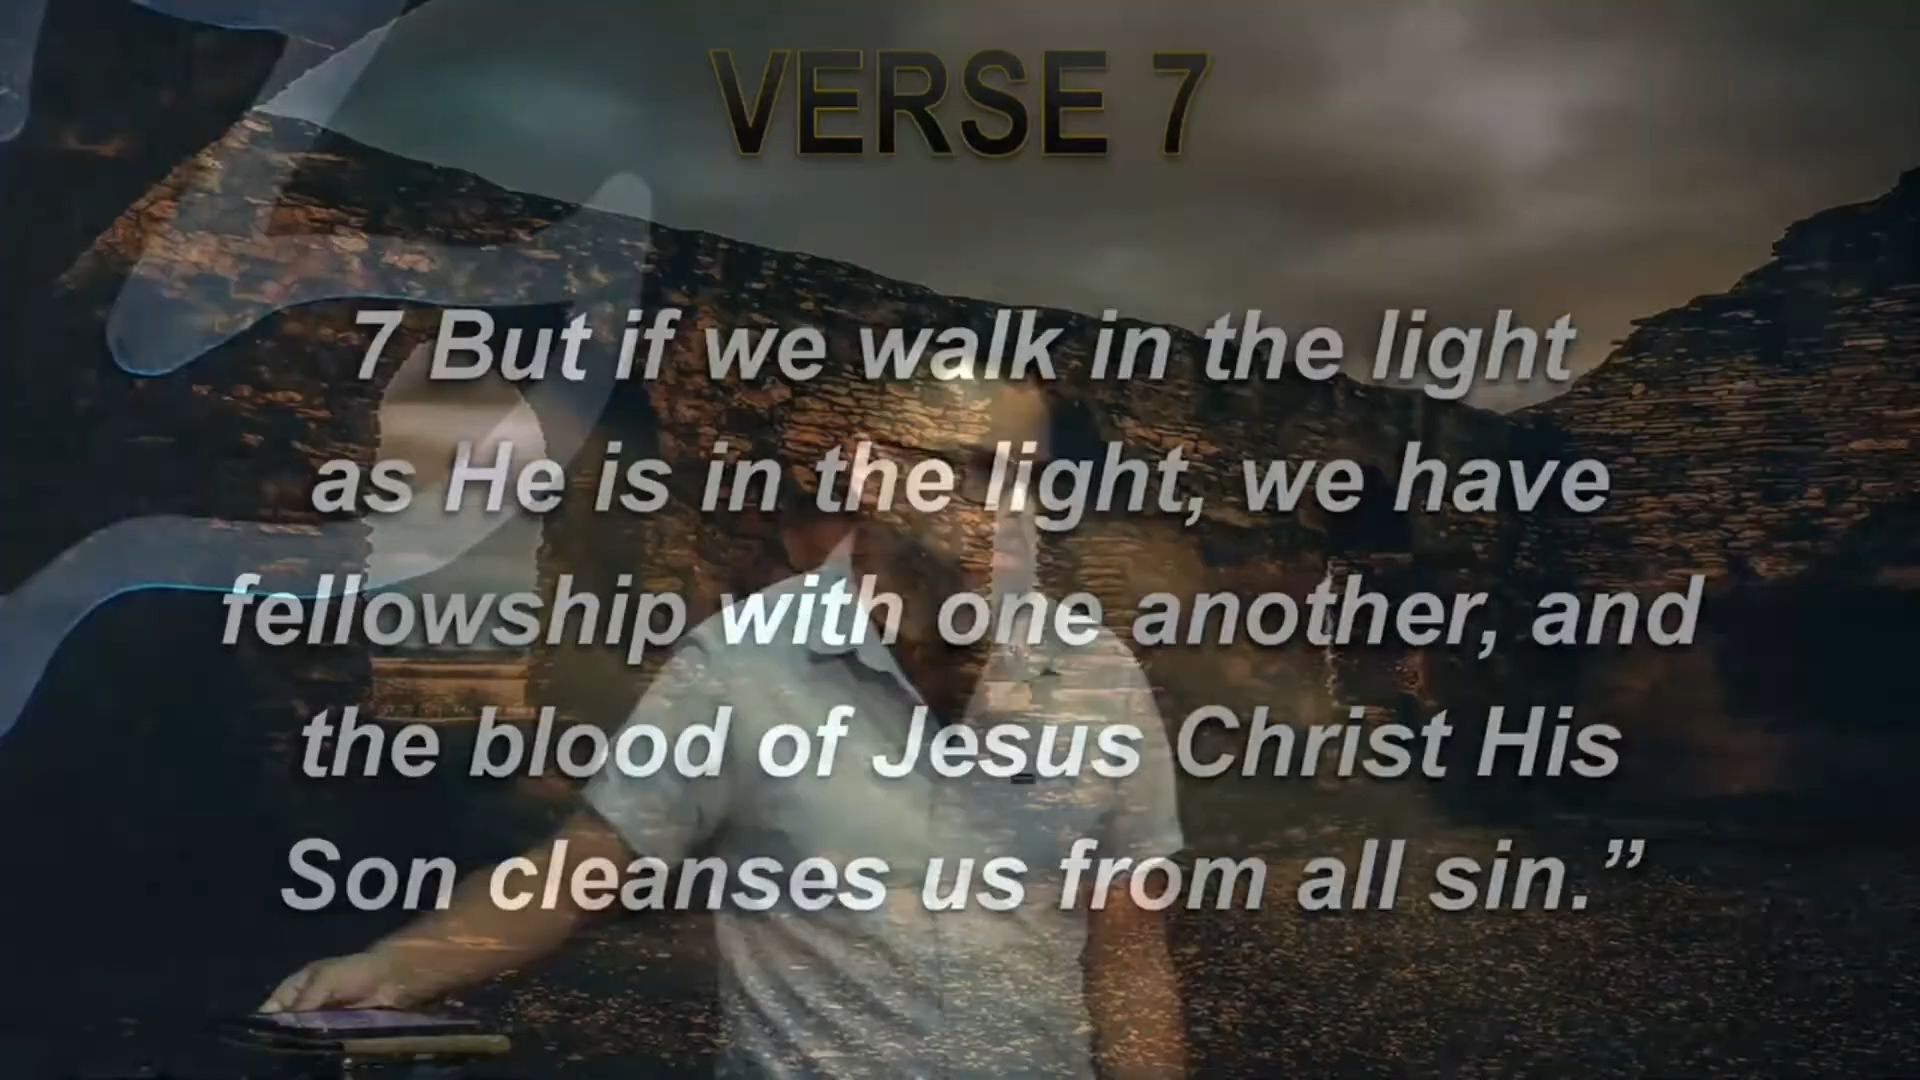 VERSE 7
7 But if we walk in the light
as He is in the light, we have
fellowship with one another, and
the blood of Jesus Christ His
Son cleanses us from all sin.”